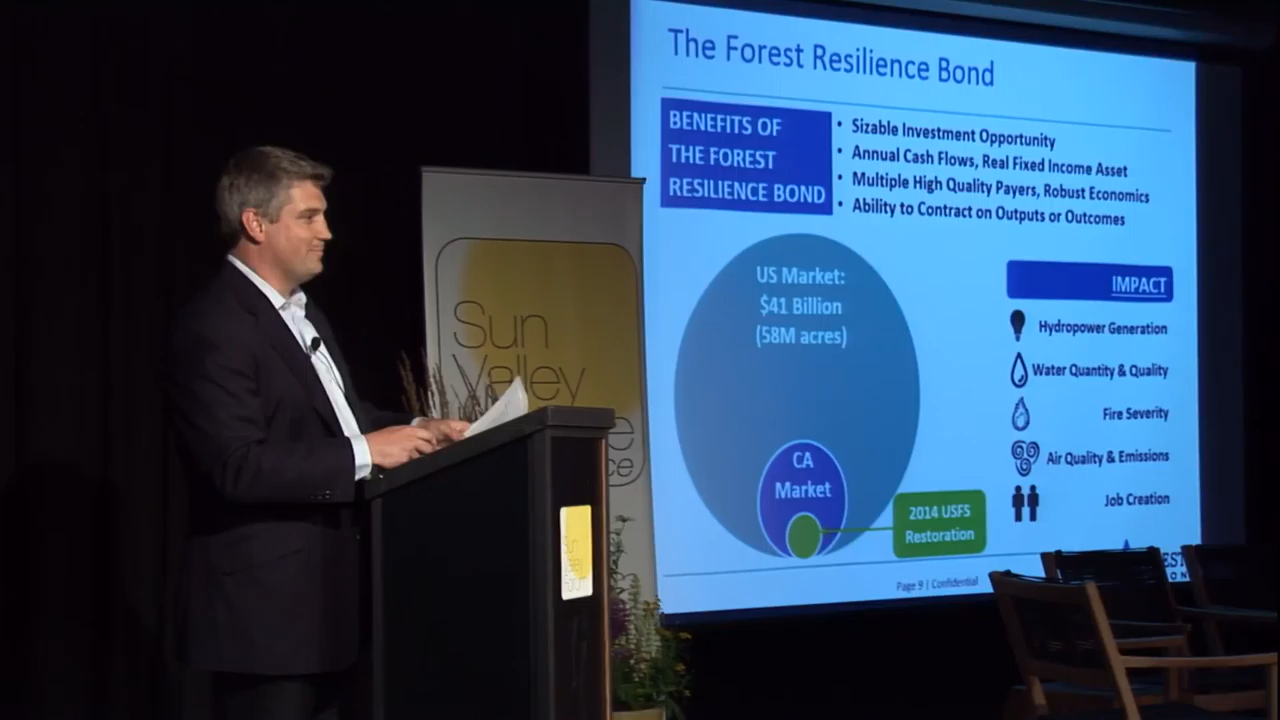 The Forest Resilience Bond
BENEFITS OF
THE FOREST
RESILIENCE BOND
• Sizable Investment Opportunity
• Annual Cash Flows, Real Fixed Income Asset
• Multiple High Quality Payers, Robust Economics
• Ability to Contract on Outputs or Outcomes
US Market:
$41 Billion
(58M acres)
CA
Market
2014 USFS
Restoration
IMPACT
Hydropower Generation
Water Quantity & Quality
Fire Severity
Air Quality & Emissions
Job Creation
Page 9 | Confidential
Sun
Valley